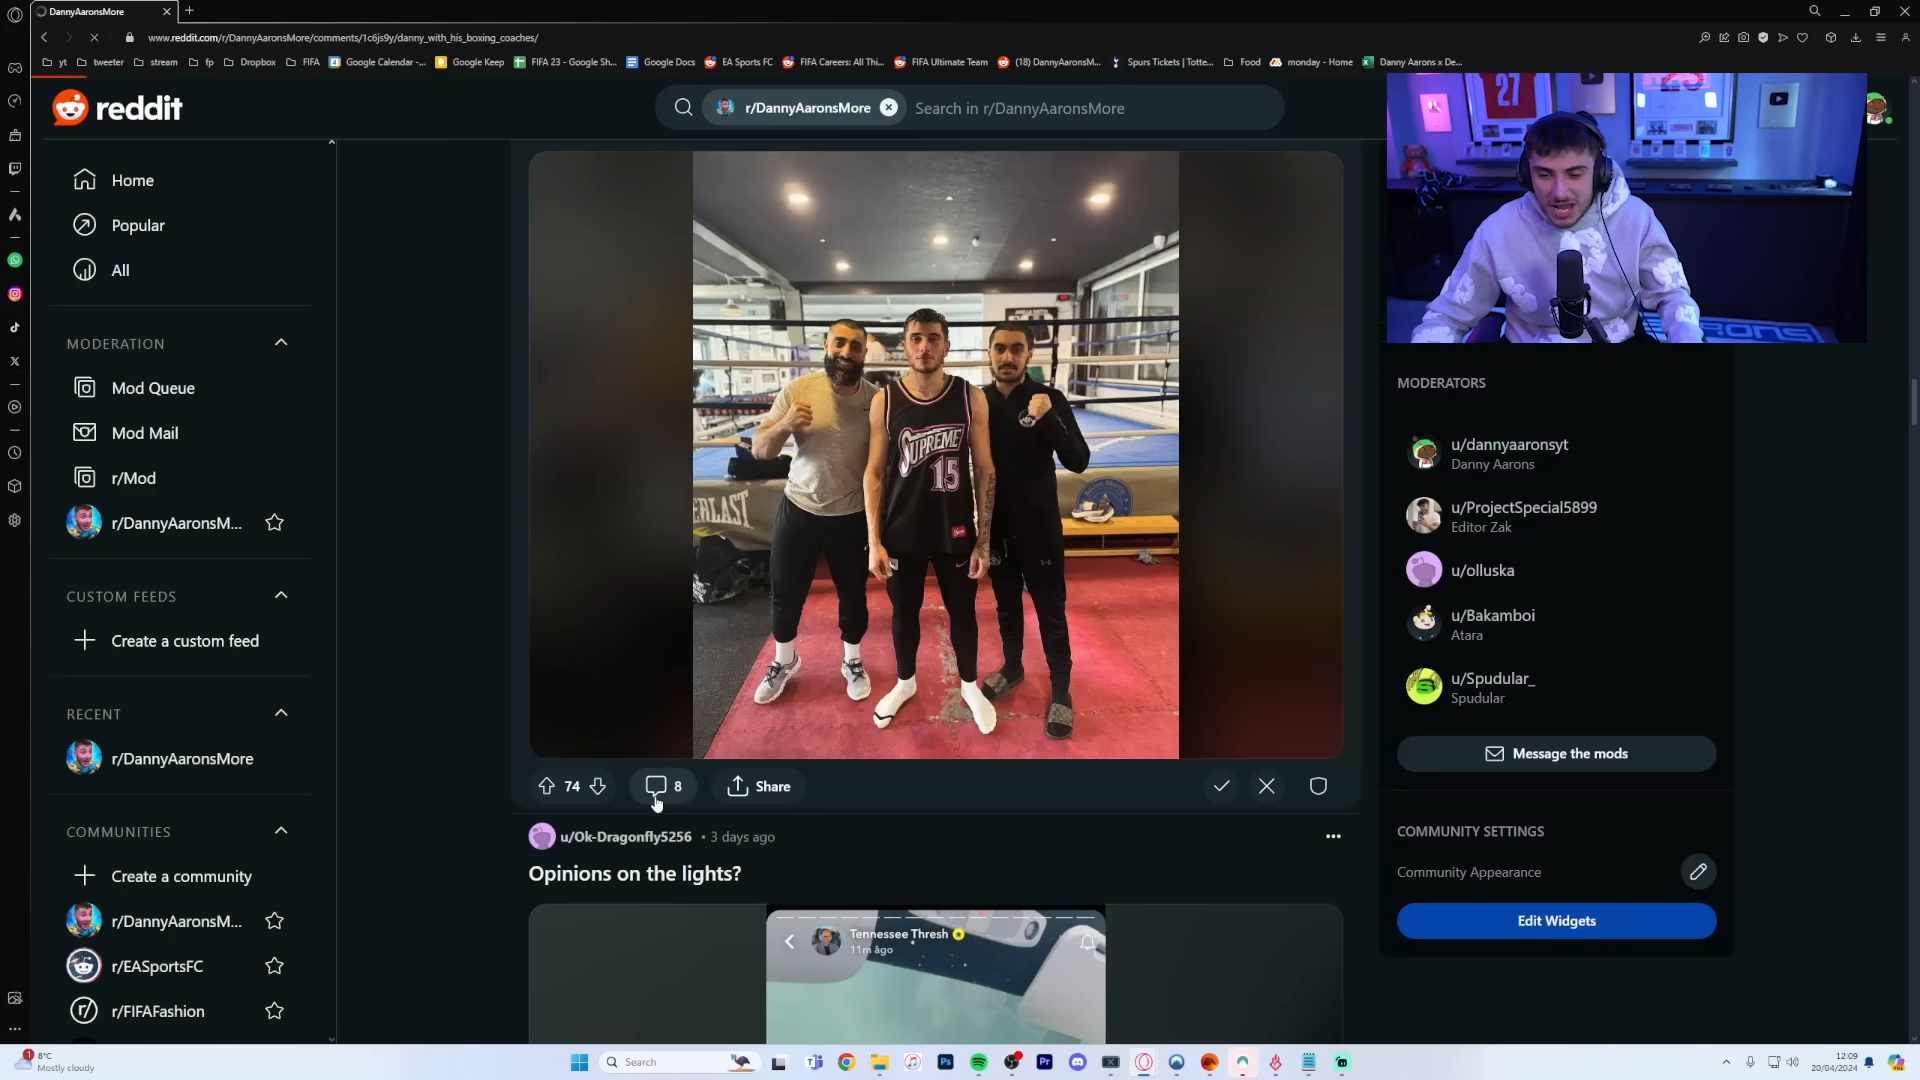 DannyAaronsMore
www.reddit.com/r/DannyAaronsMore/comments/1c6js9y/danny_with_his_boxing_coaches/
yt
tweeter
stream
fp
Dropbox
FIFA
Google Calendar -...
Google Keep
FIFA 23 - Google Sh...
Google Docs
EA Sports FC
FIFA Careers: All Thi...
FIFA Ultimate Team
(18) DannyAaronsM...
Spurs Tickets | Totte...
Food
monday - Home
Danny Aarons x De...
reddit
r/DannyAaronsMore
Search in r/DannyAaronsMore
Home
Popular
All
MODERATION
Mod Queue
Mod Mail
r/Mod
r/DannyAaronsM...
CUSTOM FEEDS
Create a custom feed
RECENT
r/DannyAaronsMore
COMMUNITIES
Create a community
r/DannyAaronsM...
r/EASportsFC
r/FIFAFashion
27
SUPREME
15
ERLAST
74
8
Share
u/Ok-Dragonfly5256
• 3 days ago
Opinions on the lights?
Tennessee Thresh
11m ago
MODERATORS
u/dannyaaronsyt
Danny Aarons
u/ProjectSpecial5899
Editor Zak
u/olluska
u/Bakamboi
Atara
u/Spudular_
Spudular
Message the mods
COMMUNITY SETTINGS
Community Appearance
Edit Widgets
1
8°C
Mostly cloudy
Search
Ps
Pr
12:09
20/04/2024